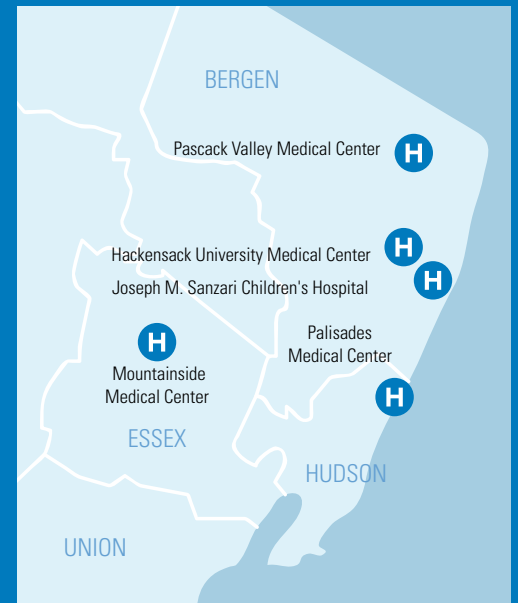 BERGEN
Pascack Valley Medical Center
H
Hackensack University Medical Center
H
Joseph M. Sanzari Children's Hospital
H
Palisades
Medical Center
H
Mountainside
Medical Center
H
ESSEX
HUDSON
UNION